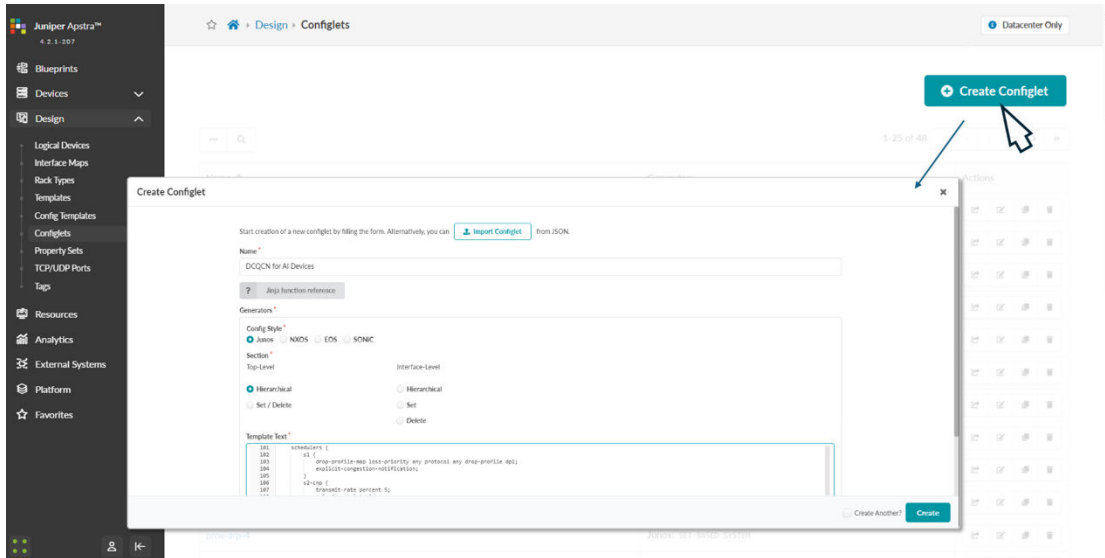 Juniper Apstra™
4.2.1-207
Blueprints
Devices
Design
Logical Devices
Interface Maps
Rack Types
Templates
Config Templates
Configlets
Property Sets
TCP/UDP Ports
Tags
Resources
Analytics
External Systems
Platform
Favorites
Design › Configlets
Datacenter Only
Create Configlet
1-25 of 48
Actions
Create Configlet
Start creation of a new configlet by filling the form. Alternatively, you can Import Configlet from JSON.
Name *
DCQCN for AI Devices
? Jinja function reference
Generators *
Config Style *
Junos NXOS EOS SONiC
Section *
Top-Level Interface-Level
Hierarchical Hierarchical
Set / Delete Set
Delete
Template Text *
101 schedulers {
102 s1 {
103 drop-profile-map loss-priority any protocol any drop-profile dp1;
104 explicit-congestion-notification;
105 }
106 s2-cnp {
107 transmit-rate percent 5;
Create Another? Create